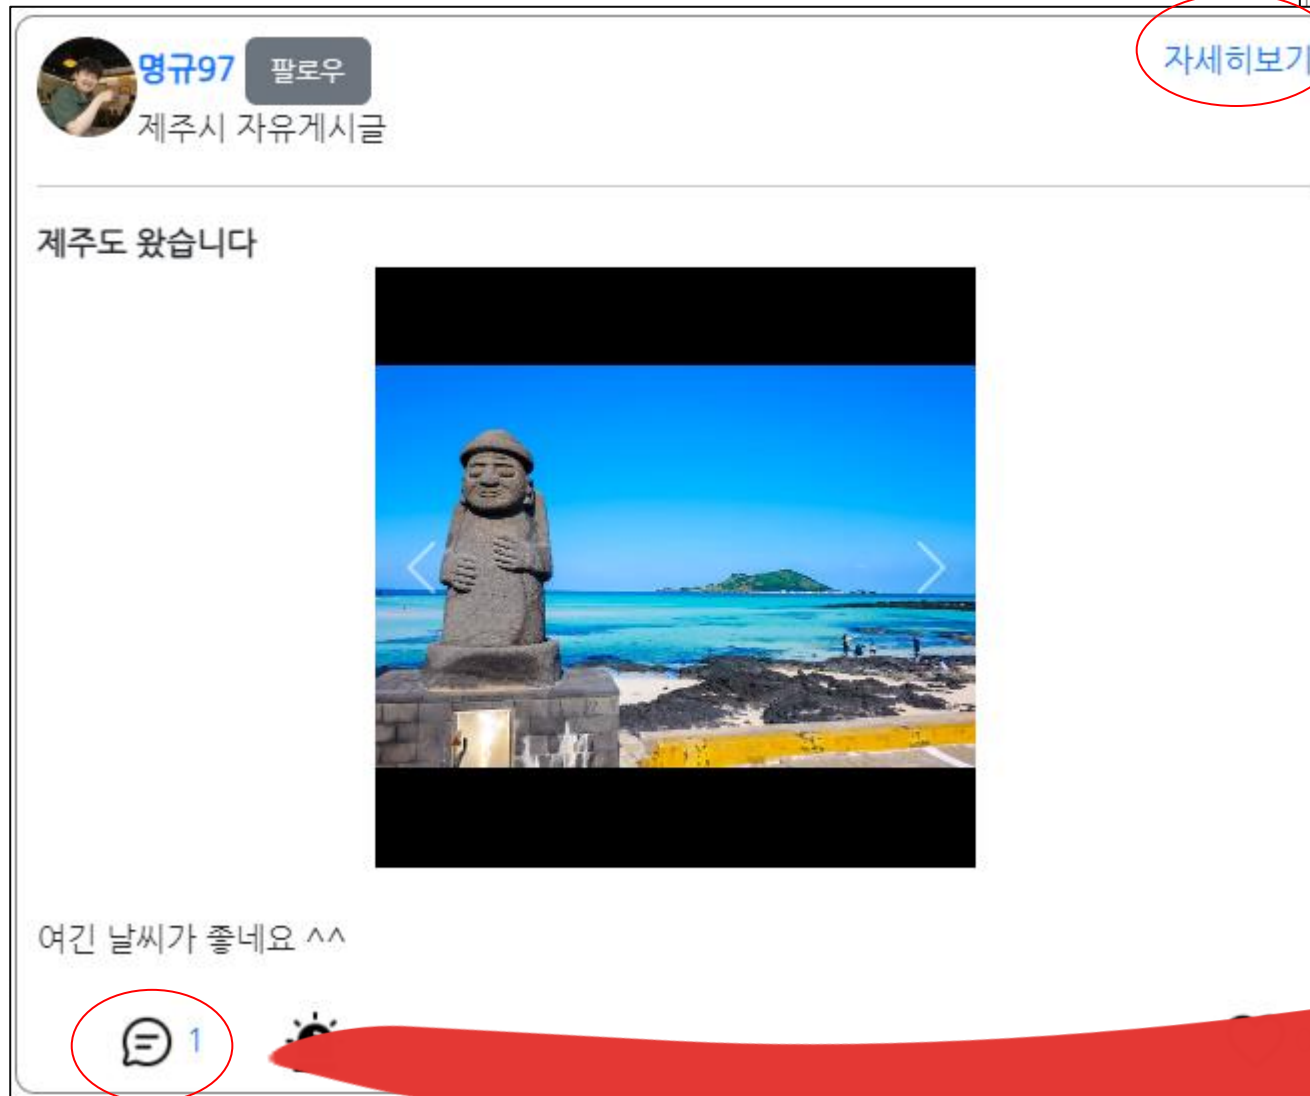 명규97 팔로우 자세히보기
제주시 자유게시글
제주도 왔습니다
여긴 날씨가 좋네요 ^^
1